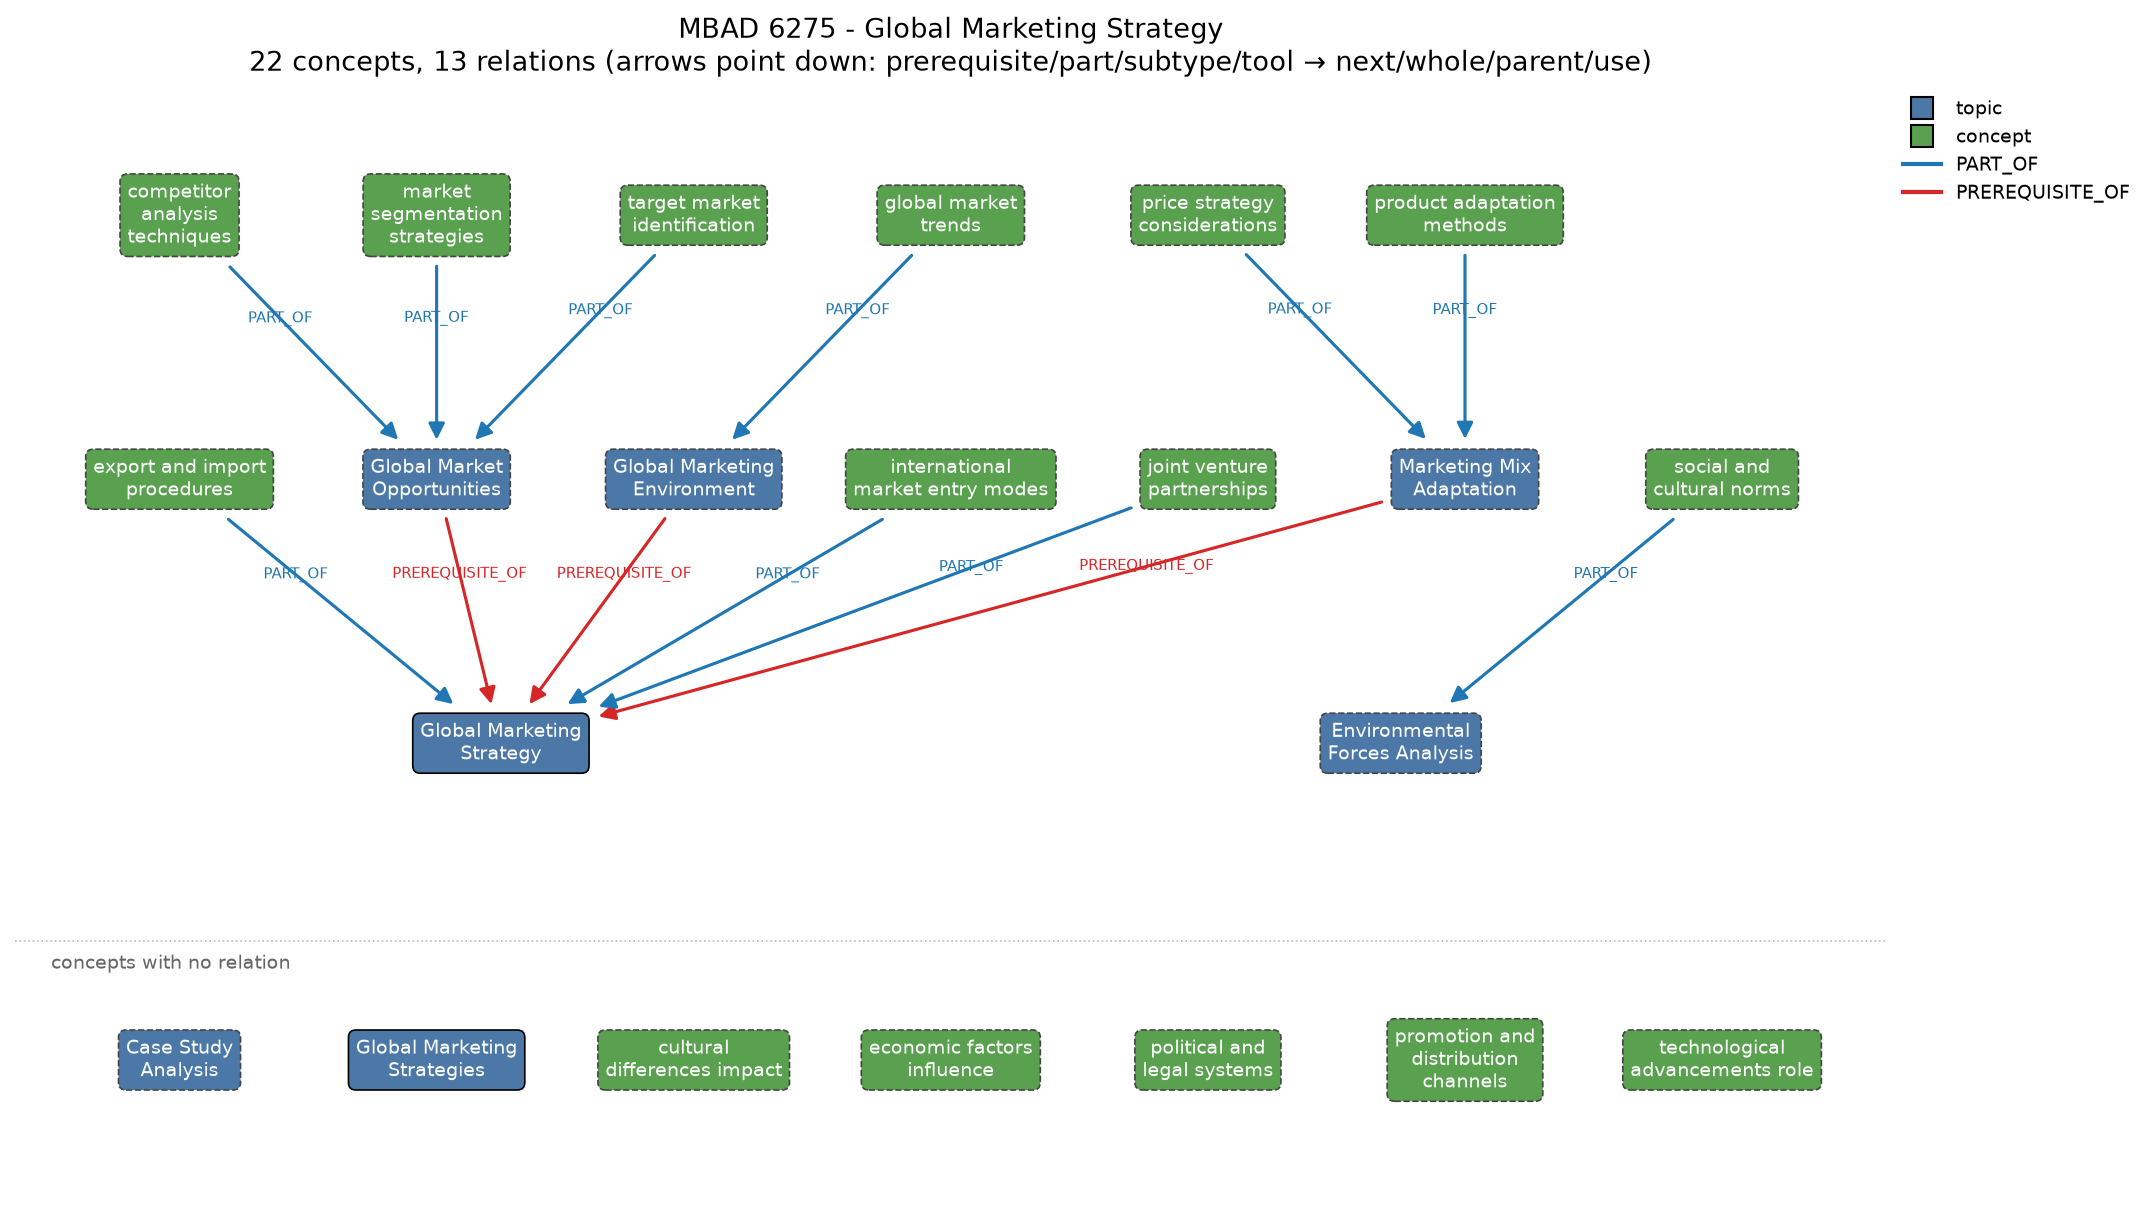 MBAD 6275 - Global Marketing Strategy
22 concepts, 13 relations (arrows point down: prerequisite/part/subtype/tool → next/whole/parent/use)
topic
concept
PART_OF
PREREQUISITE_OF
competitor
analysis
techniques
market
segmentation
strategies
target market
identification
global market
trends
price strategy
considerations
product adaptation
methods
PART_OF
PART_OF
PART_OF
PART_OF
PART_OF
PART_OF
export and import
procedures
Global Market
Opportunities
Global Marketing
Environment
international
market entry modes
joint venture
partnerships
Marketing Mix
Adaptation
social and
cultural norms
PART_OF
PREREQUISITE_OF
PREREQUISITE_OF
PART_OF
PART_OF
PREREQUISITE_OF
PART_OF
Global Marketing
Strategy
Environmental
Forces Analysis
concepts with no relation
Case Study
Analysis
Global Marketing
Strategies
cultural
differences impact
economic factors
influence
political and
legal systems
promotion and
distribution
channels
technological
advancements role